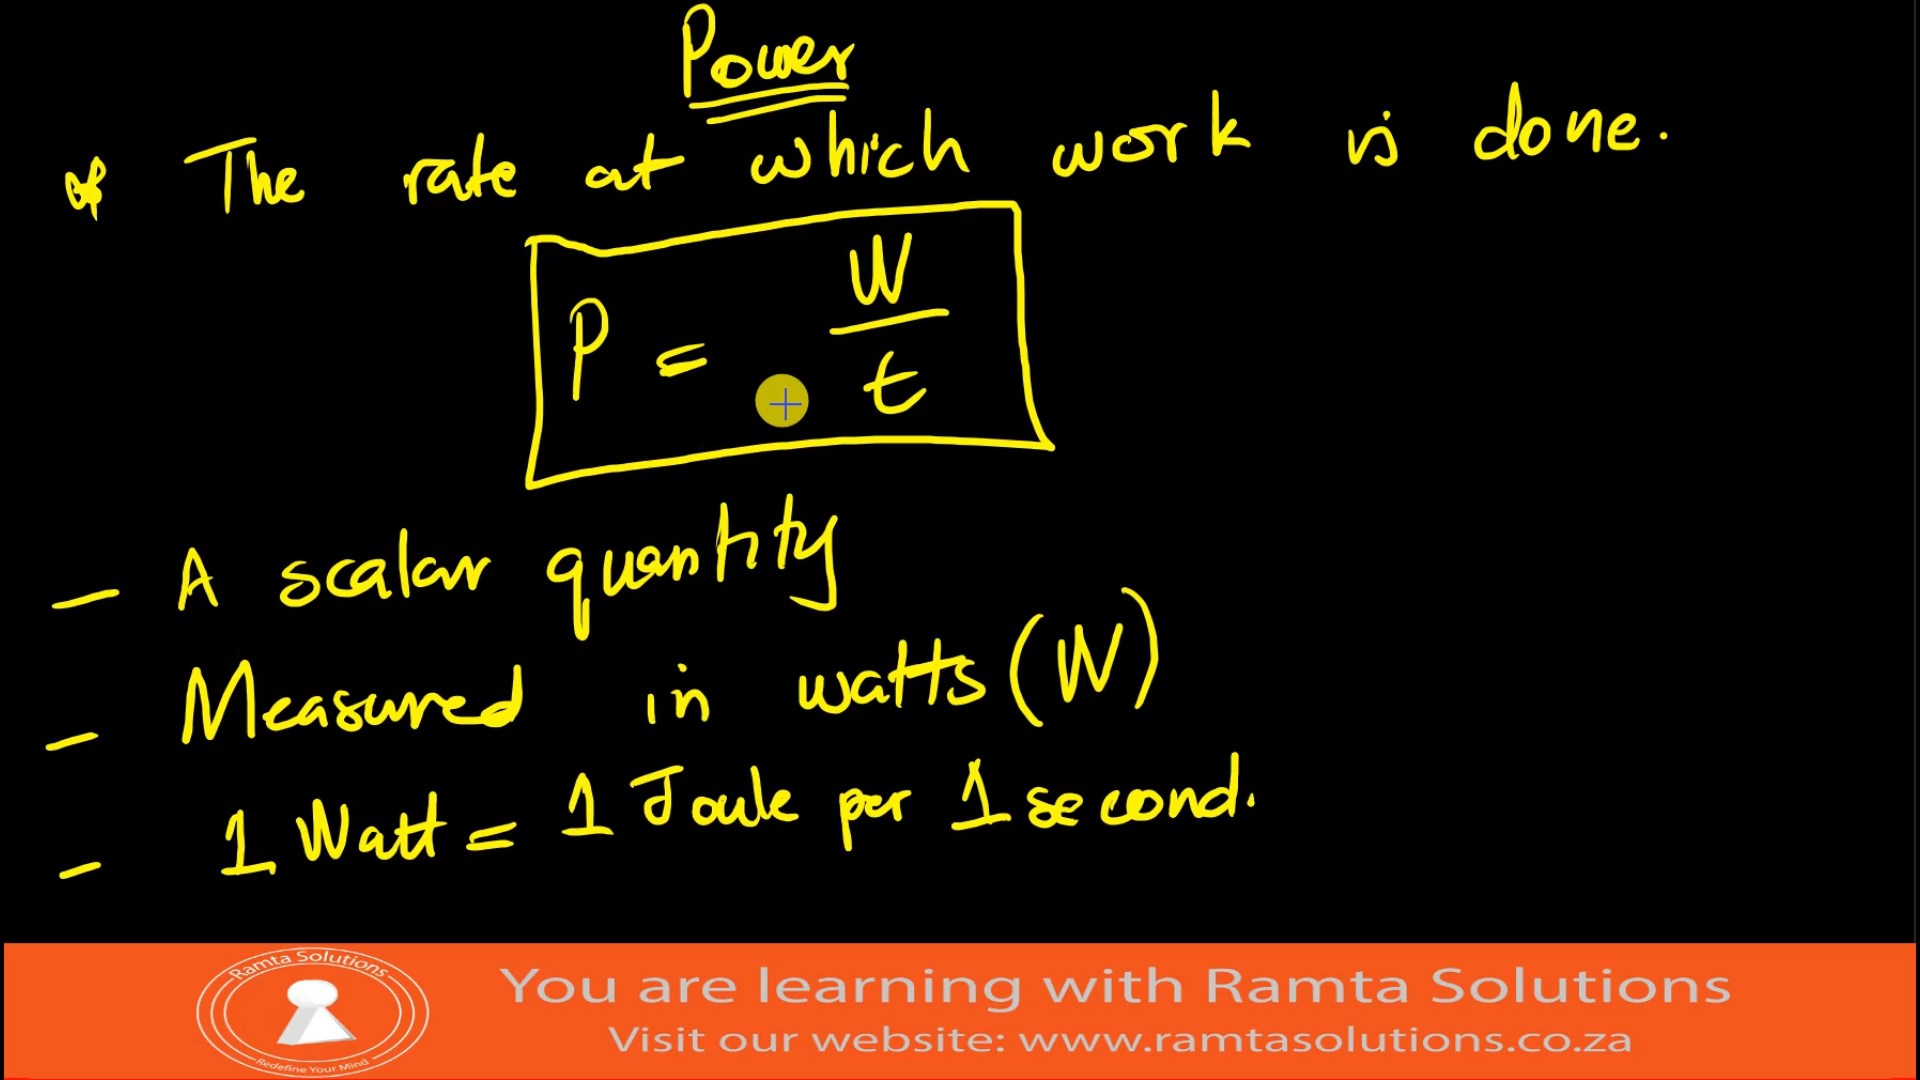 Power
* The rate at which work is done.
P = W
t
- A scalar quantity
- Measured in watts (W)
- 1 Watt = 1 Joule per 1 second.
Ramta Solutions
Redefine Your Mind
You are learning with Ramta Solutions
Visit our website: www.ramtasolutions.co.za